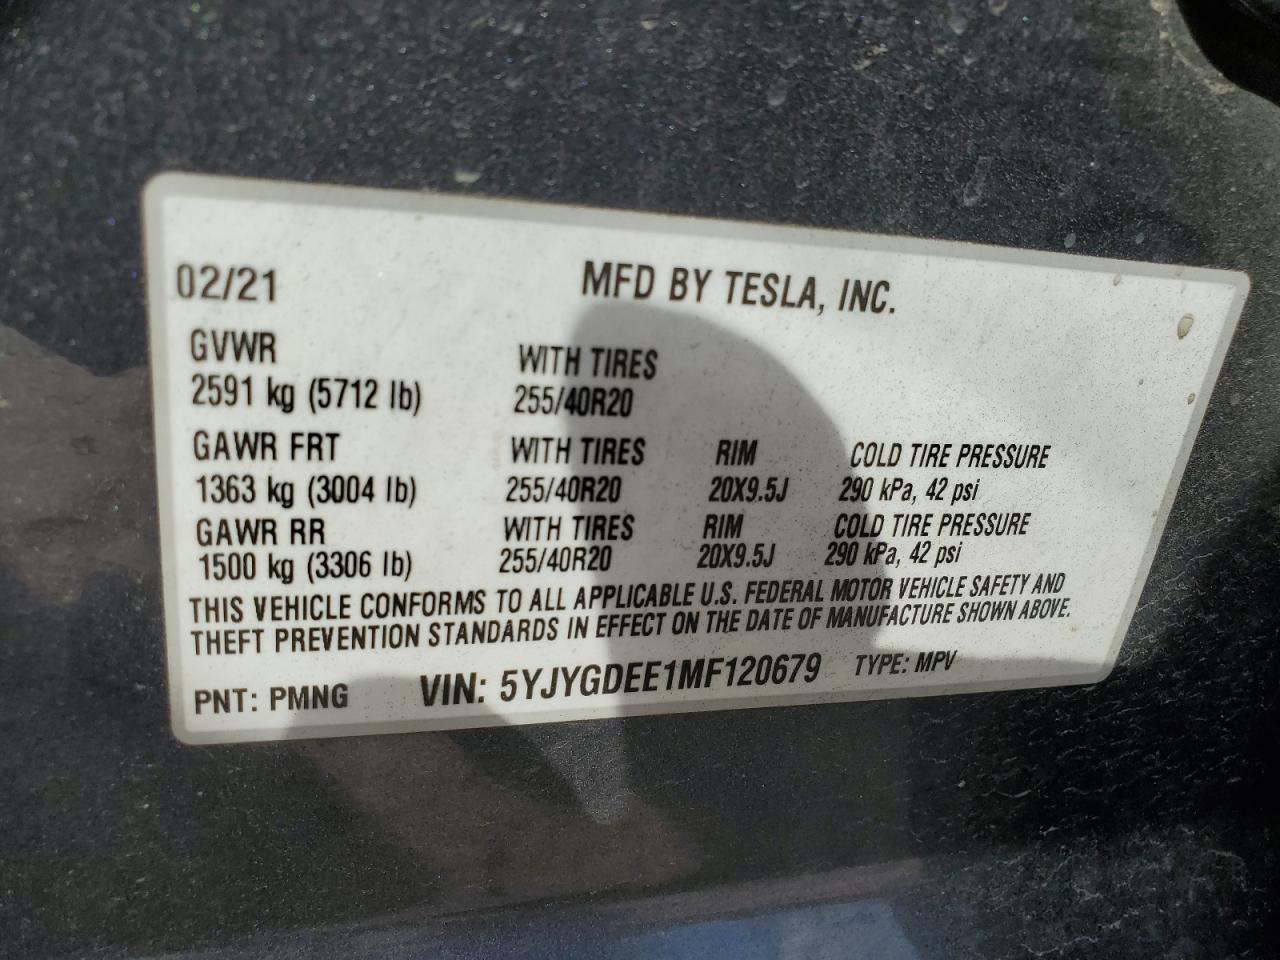 02/21 MFD BY TESLA, INC.
GVWR WITH TIRES
2591 kg (5712 lb) 255/40R20
GAWR FRT WITH TIRES RIM COLD TIRE PRESSURE
1363 kg (3004 lb) 255/40R20 20X9.5J 290 kPa, 42 psi
GAWR RR WITH TIRES RIM COLD TIRE PRESSURE
1500 kg (3306 lb) 255/40R20 20X9.5J 290 kPa, 42 psi
THIS VEHICLE CONFORMS TO ALL APPLICABLE U.S. FEDERAL MOTOR VEHICLE SAFETY AND
THEFT PREVENTION STANDARDS IN EFFECT ON THE DATE OF MANUFACTURE SHOWN ABOVE.
PNT: PMNG VIN: 5YJYGDEE1MF120679 TYPE: MPV